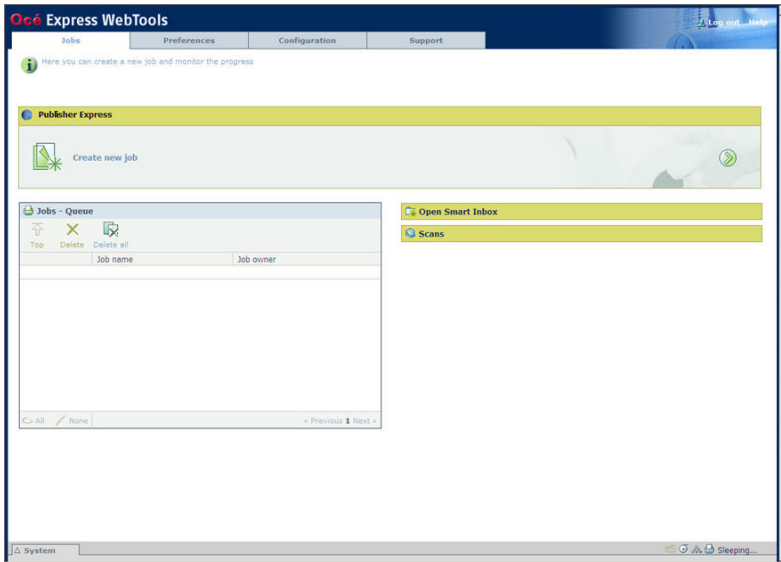 Océ Express WebTools
Log out Help
Jobs Preferences Configuration Support
Here you can create a new job and monitor the progress
Publisher Express
Create new job
Jobs - Queue
Top Delete Delete all
Job name Job owner
All None « Previous 1 Next »
Open Smart Inbox
Scans
System Sleeping...